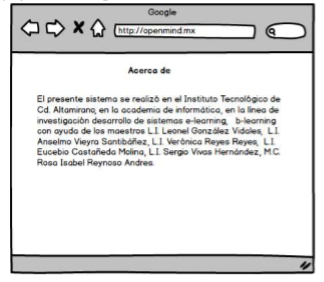 Google
http://openmind.mx
Acerca de
El presente sistema se realizó en el Instituto Tecnológico de
Cd. Altamirano, en la academia de informática, en la línea de
investigación desarrollo de sistemas e-learning, b-learning
con ayuda de los maestros L.I. Leonel González Vidales, L.I.
Anselmo Vieyra Santibáñez, L.I. Verónica Reyes Reyes, L.I.
Eucebio Castañeda Molina, L.I. Sergio Vivas Hernández, M.C.
Rosa Isabel Reynoso Andres.